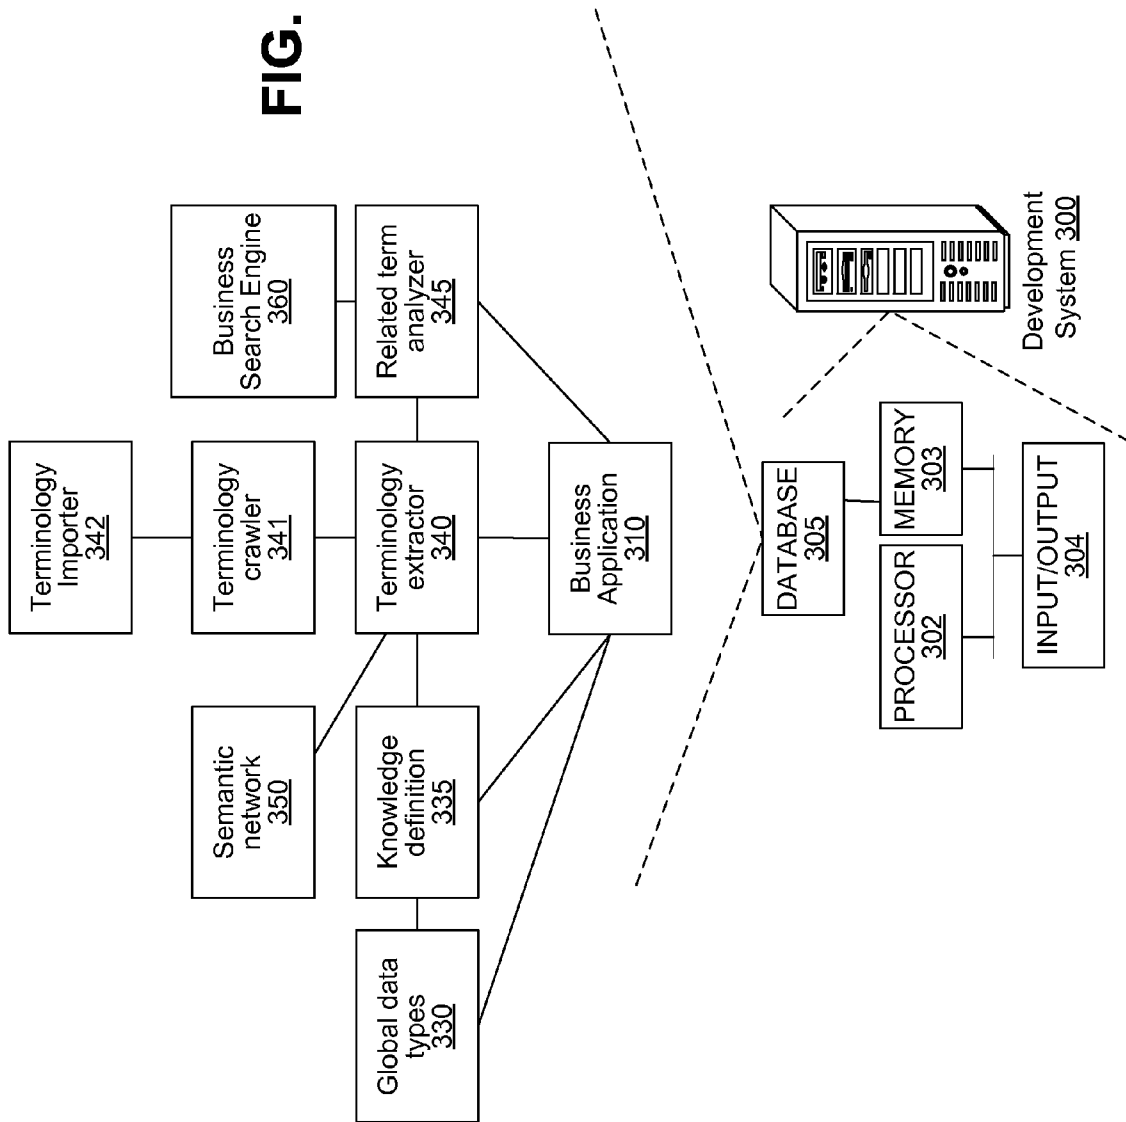 FIG.
Terminology
Importer
342
Terminology
crawler
341
Semantic
network
350
Business
Search Engine
360
Global data
types
330
Knowledge
definition
335
Terminology
extractor
340
Related term
analyzer
345
Business
Application
310
DATABASE
305
PROCESSOR
302
MEMORY
303
INPUT/OUTPUT
304
Development
System 300